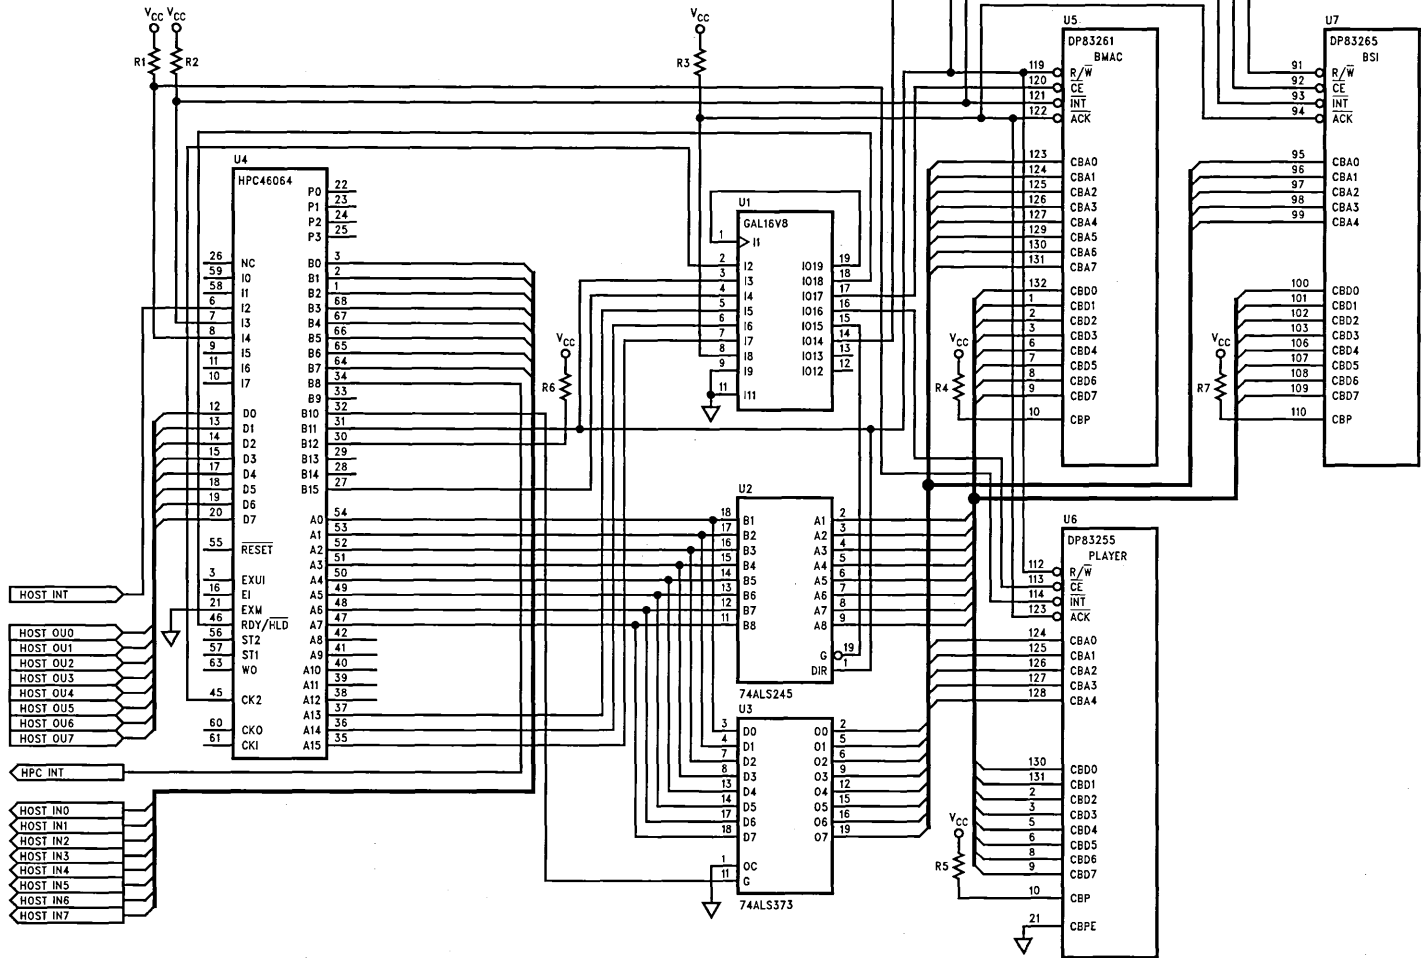 VCC VCC
R1 R2
VCC
R3
U4
HPC46064
26 NC
59 I0
58 I1
6 I2
7 I3
8 I4
9 I5
11 I6
10 I7
12 D0
13 D1
14 D2
15 D3
17 D4
18 D5
19 D6
20 D7
55 RESET
3 EXUI
16 EI
21 EXM
46 RDY/HLD
56 ST2
57 ST1
63 WO
45 CK2
60 CKO
61 CKI
P0 22
P1 23
P2 24
P3 25
B0 3
B1 2
B2 1
B3 68
B4 67
B5 66
B6 65
B7 64
B8 34
B9 33
B10 32
B11 31
B12 30
B13 29
B14 28
B15 27
A0 54
A1 53
A2 52
A3 51
A4 50
A5 49
A6 48
A7 47
A8 42
A9 41
A10 40
A11 39
A12 38
A13 37
A14 36
A15 35
HOST INT
HOST OU0
HOST OU1
HOST OU2
HOST OU3
HOST OU4
HOST OU5
HOST OU6
HOST OU7
HPC INT
HOST IN0
HOST IN1
HOST IN2
HOST IN3
HOST IN4
HOST IN5
HOST IN6
HOST IN7
VCC
R6
U1
GAL16V8
1 I1
2 I2
3 I3
4 I4
5 I5
6 I6
7 I7
8 I8
9 I9
11 I11
IO19 19
IO18 18
IO17 17
IO16 16
IO15 15
IO14 14
IO13 13
IO12 12
U2
18 B1 A1 2
17 B2 A2 3
16 B3 A3 4
15 B4 A4 5
14 B5 A5 6
13 B6 A6 7
12 B7 A7 8
11 B8 A8 9
G 19
DIR 1
74ALS245
U3
3 D0 O0 2
4 D1 O1 5
7 D2 O2 6
8 D3 O3 9
13 D4 O4 12
14 D5 O5 15
17 D6 O6 16
18 D7 O7 19
1 OC
11 G
74ALS373
U5
DP83261
BMAC
119 R/W
120 CE
121 INT
122 ACK
123 CBA0
124 CBA1
125 CBA2
126 CBA3
127 CBA4
129 CBA5
130 CBA6
131 CBA7
132 CBD0
1 CBD1
2 CBD2
3 CBD3
6 CBD4
7 CBD5
8 CBD6
9 CBD7
10 CBP
VCC
R4
U6
DP83255
PLAYER
112 R/W
113 CE
114 INT
123 ACK
124 CBA0
125 CBA1
126 CBA2
127 CBA3
128 CBA4
130 CBD0
131 CBD1
2 CBD2
3 CBD3
5 CBD4
6 CBD5
8 CBD6
9 CBD7
10 CBP
21 CBPE
VCC
R5
U7
DP83265
BSI
91 R/W
92 CE
93 INT
94 ACK
95 CBA0
96 CBA1
97 CBA2
98 CBA3
99 CBA4
100 CBD0
101 CBD1
102 CBD2
103 CBD3
106 CBD4
107 CBD5
108 CBD6
109 CBD7
110 CBP
VCC
R7